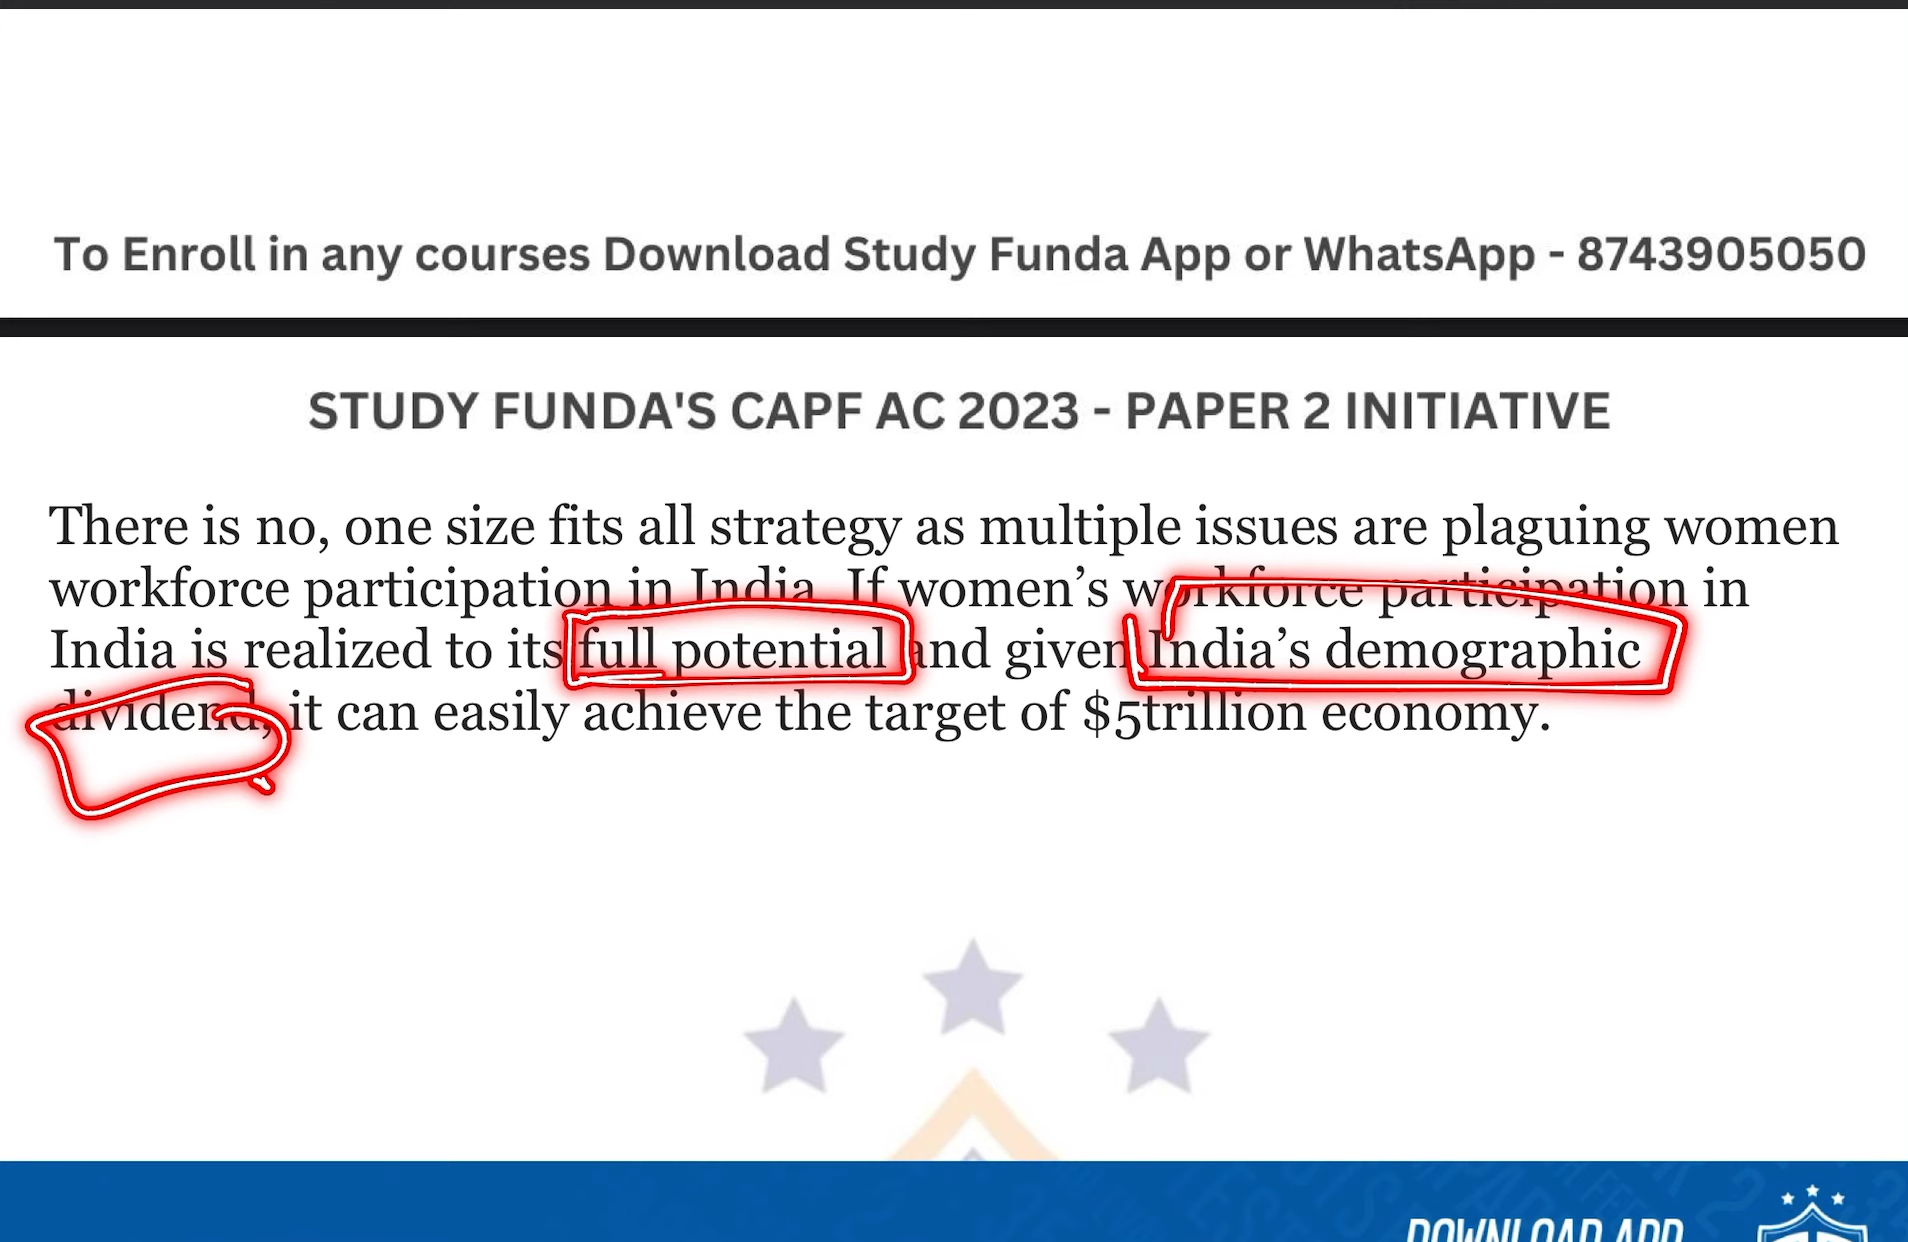 To Enroll in any courses Download Study Funda App or WhatsApp - 8743905050
STUDY FUNDA'S CAPF AC 2023 - PAPER 2 INITIATIVE
There is no, one size fits all strategy as multiple issues are plaguing women
workforce participation in India. If women’s workforce participation in
India is realized to its full potential and given India’s demographic
dividend, it can easily achieve the target of $5trillion economy.
DOWNLOAD APP